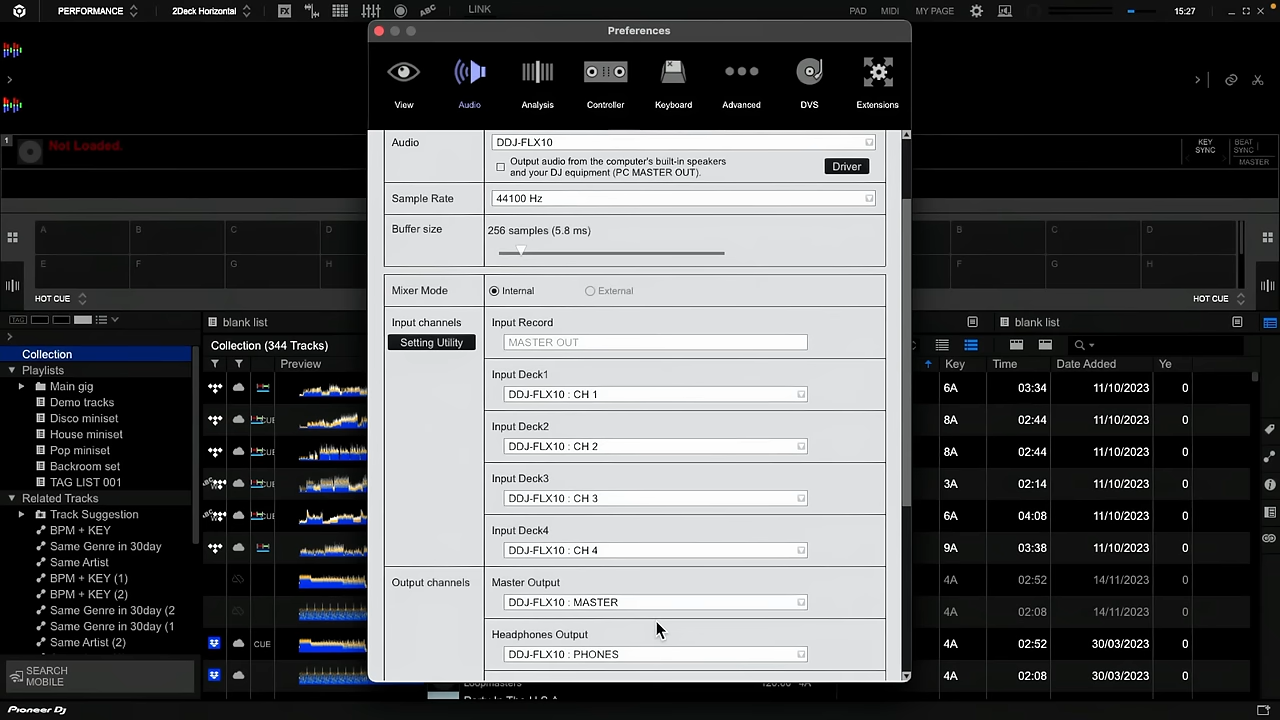 PERFORMANCE
2Deck Horizontal
FX
ABC
LINK
PAD
MIDI
MY PAGE
15:27
Preferences
View
Audio
Analysis
Controller
Keyboard
Advanced
DVS
Extensions
1
Not Loaded.
KEY SYNC
BEAT SYNC
MASTER
Audio
DDJ-FLX10
Output audio from the computer's built-in speakers
and your DJ equipment (PC MASTER OUT).
Driver
Sample Rate
44100 Hz
Buffer size
256 samples (5.8 ms)
A B C D
E F G H
HOT CUE
B C D
F G H
HOT CUE
Mixer Mode
Internal
External
Input channels
Setting Utility
Input Record
MASTER OUT
Input Deck1
DDJ-FLX10 : CH 1
Input Deck2
DDJ-FLX10 : CH 2
Input Deck3
DDJ-FLX10 : CH 3
Input Deck4
DDJ-FLX10 : CH 4
Output channels
Master Output
DDJ-FLX10 : MASTER
Headphones Output
DDJ-FLX10 : PHONES
TAG
blank list
blank list
Collection
Playlists
Main gig
Demo tracks
Disco miniset
House miniset
Pop miniset
Backroom set
TAG LIST 001
Related Tracks
Track Suggestion
BPM + KEY
Same Genre in 30day
Same Artist
BPM + KEY (1)
BPM + KEY (2)
Same Genre in 30day (2
Same Genre in 30day (1
Same Artist (2)
SEARCH
MOBILE
Collection (344 Tracks)
Preview
Key Time Date Added Ye
6A 03:34 11/10/2023 0
8A 02:44 11/10/2023 0
8A 02:44 11/10/2023 0
3A 02:14 11/10/2023 0
6A 04:08 11/10/2023 0
9A 03:38 11/10/2023 0
4A 02:52 14/11/2023 0
4A 02:08 14/11/2023 0
CUE
4A 02:52 30/03/2023 0
4A 02:08 30/03/2023 0
Pioneer Dj